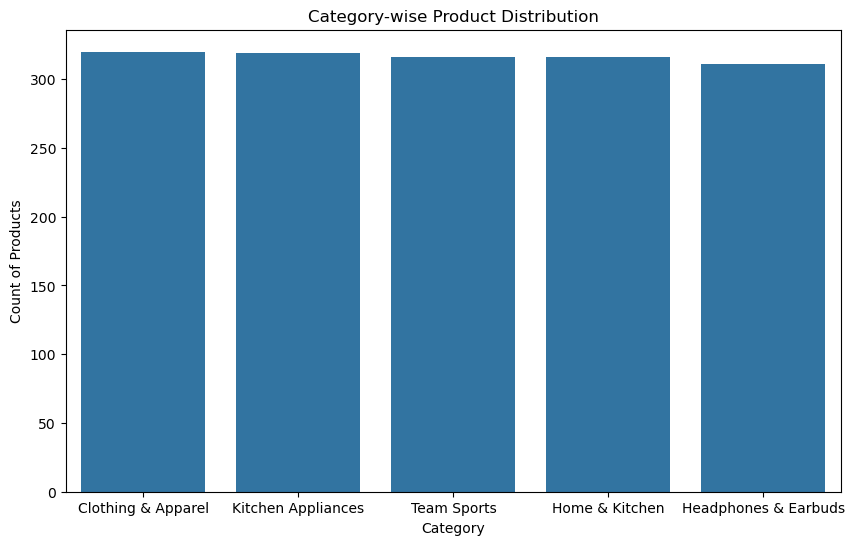 Category-wise Product Distribution
Count of Products
300
250
200
150
100
50
0
Clothing & Apparel
Kitchen Appliances
Team Sports
Home & Kitchen
Headphones & Earbuds
Category